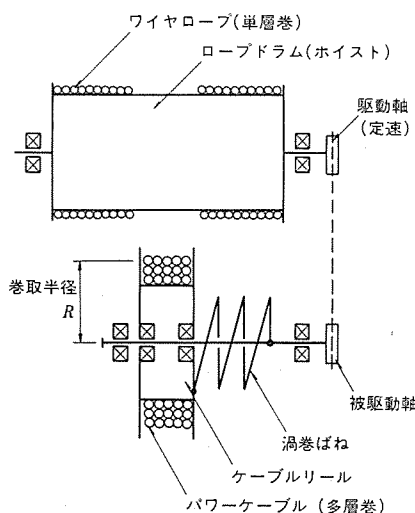 ワイヤロープ(単層巻)
ロープドラム(ホイスト)
駆動軸
(定速)
巻取半径
R
被駆動軸
渦巻ばね
ケーブルリール
パワーケーブル(多層巻)